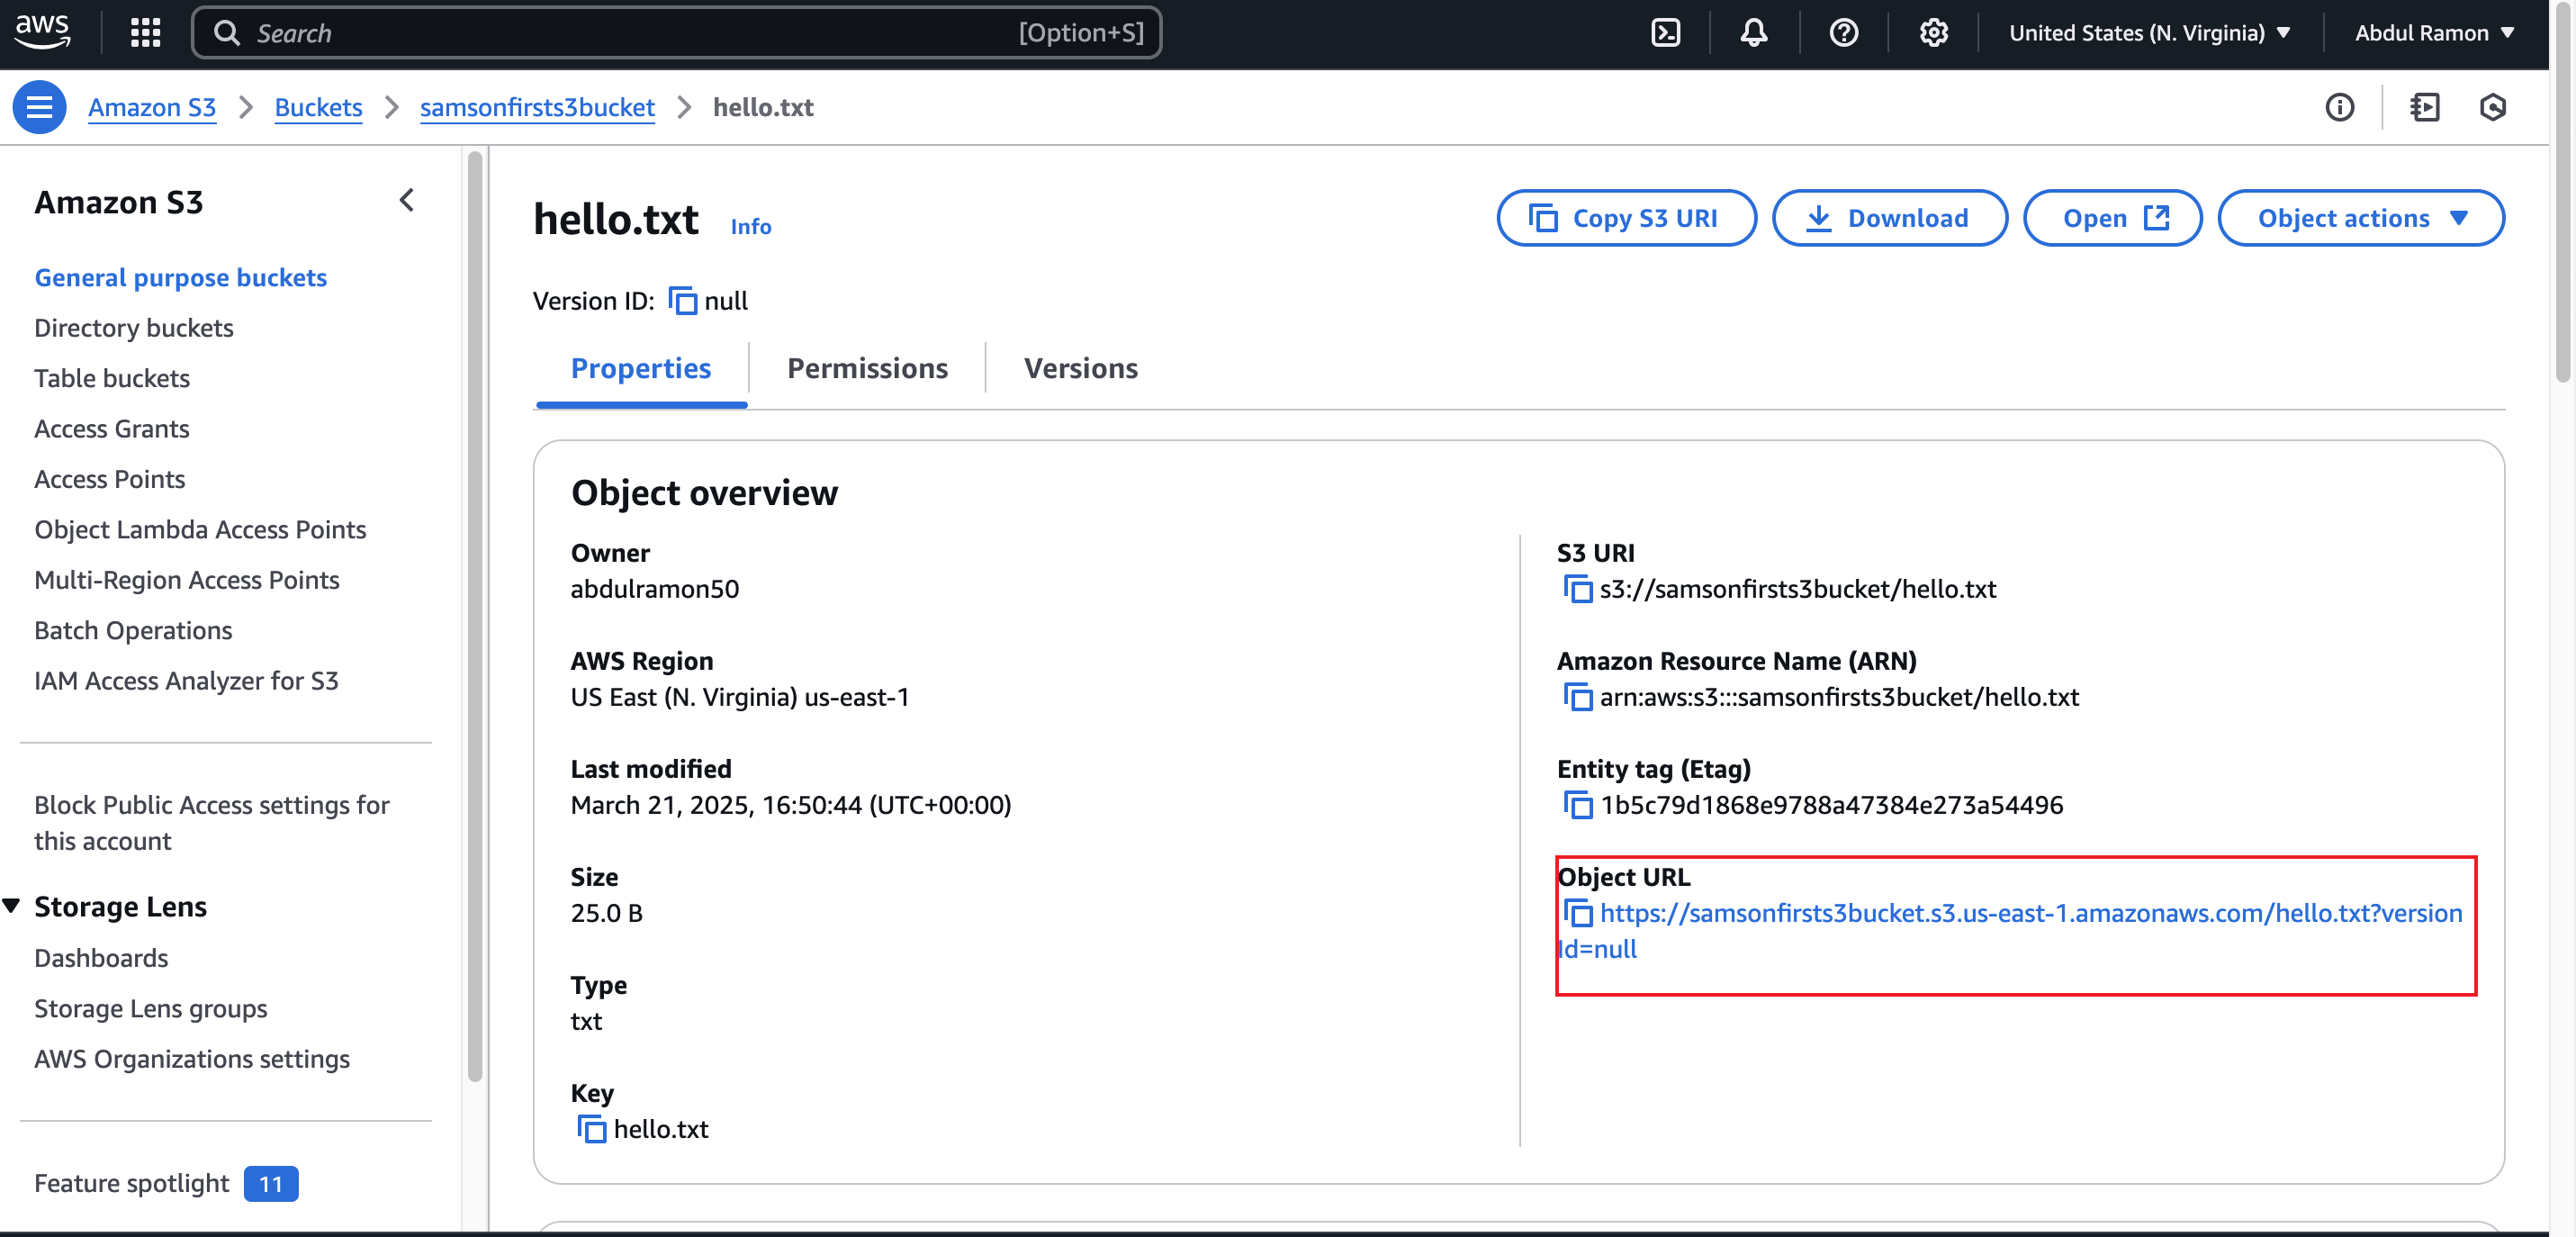 aws
Search [Option+S]
United States (N. Virginia) Abdul Ramon
Amazon S3 Buckets samsonfirsts3bucket hello.txt
Amazon S3
General purpose buckets
Directory buckets
Table buckets
Access Grants
Access Points
Object Lambda Access Points
Multi-Region Access Points
Batch Operations
IAM Access Analyzer for S3
Block Public Access settings for
this account
Storage Lens
Dashboards
Storage Lens groups
AWS Organizations settings
Feature spotlight 11
hello.txt Info
Copy S3 URI Download Open Object actions
Version ID: null
Properties Permissions Versions
Object overview
Owner
abdulramon50
AWS Region
US East (N. Virginia) us-east-1
Last modified
March 21, 2025, 16:50:44 (UTC+00:00)
Size
25.0 B
Type
txt
Key
hello.txt
S3 URI
s3://samsonfirsts3bucket/hello.txt
Amazon Resource Name (ARN)
arn:aws:s3:::samsonfirsts3bucket/hello.txt
Entity tag (Etag)
1b5c79d1868e9788a47384e273a54496
Object URL
https://samsonfirsts3bucket.s3.us-east-1.amazonaws.com/hello.txt?version
Id=null